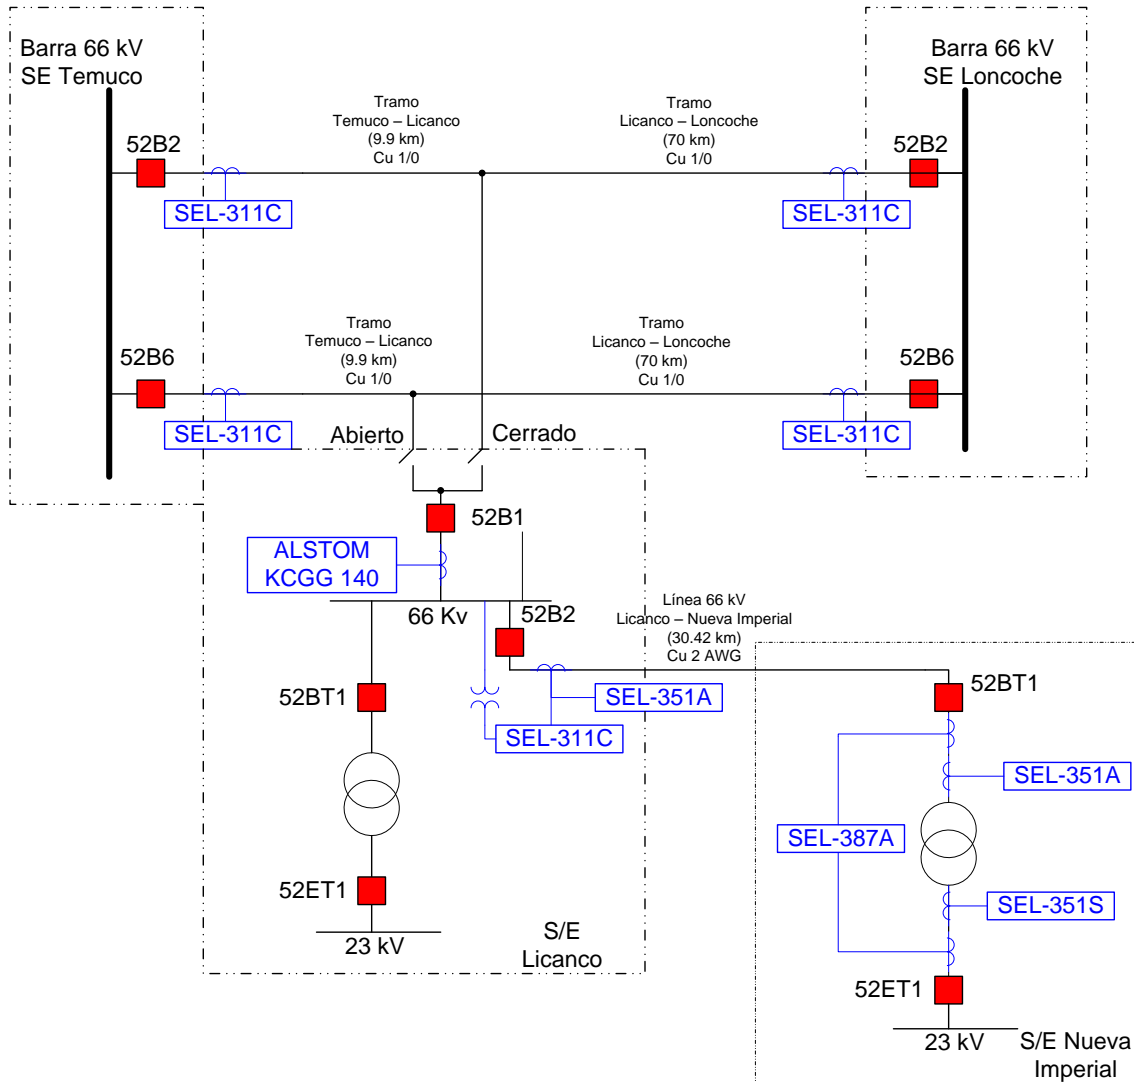 Barra 66 kV
SE Temuco
Barra 66 kV
SE Loncoche
Tramo
Temuco – Licanco
(9.9 km)
Cu 1/0
Tramo
Licanco – Loncoche
(70 km)
Cu 1/0
52B2
52B2
SEL-311C
SEL-311C
Tramo
Temuco – Licanco
(9.9 km)
Cu 1/0
Tramo
Licanco – Loncoche
(70 km)
Cu 1/0
52B6
52B6
SEL-311C
SEL-311C
Abierto
Cerrado
52B1
ALSTOM
KCGG 140
66 Kv
52B2
Línea 66 kV
Licanco – Nueva Imperial
(30.42 km)
Cu 2 AWG
52BT1
SEL-351A
SEL-311C
52BT1
SEL-351A
SEL-387A
SEL-351S
52ET1
23 kV
S/E
Licanco
52ET1
23 kV
S/E Nueva
Imperial